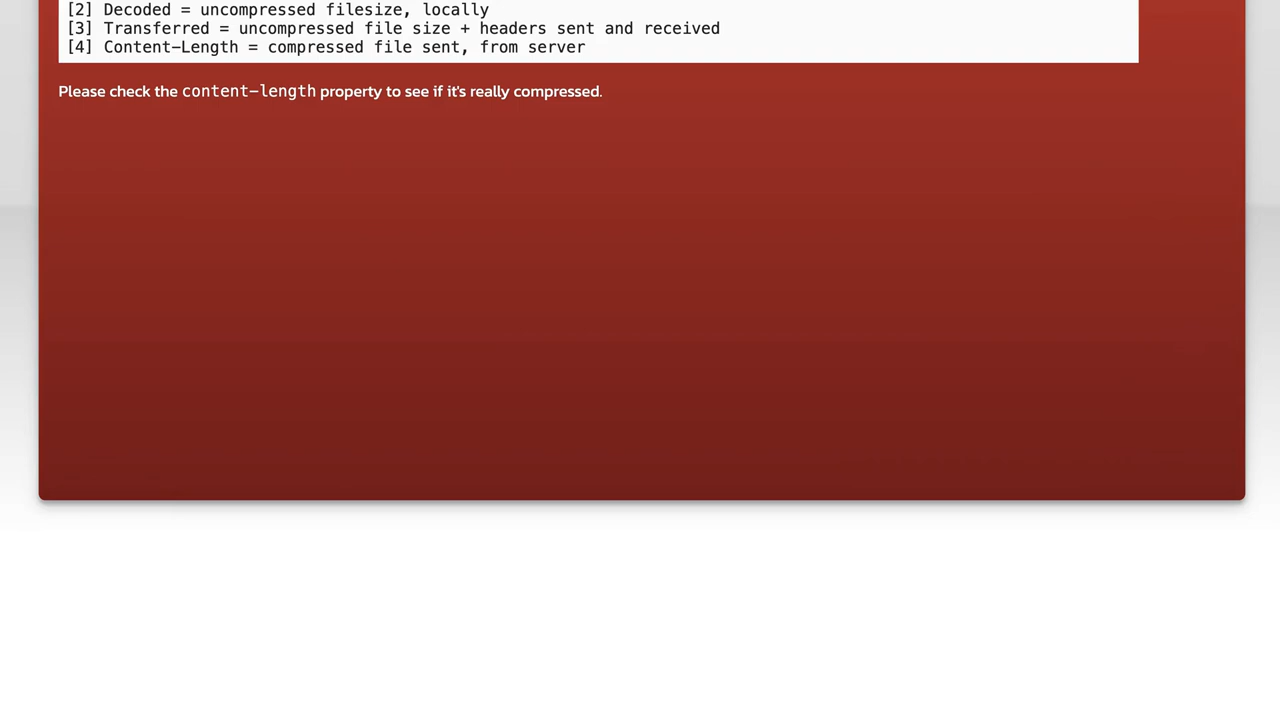 [2] Decoded = uncompressed filesize, locally
[3] Transferred = uncompressed file size + headers sent and received
[4] Content-Length = compressed file sent, from server
Please check the content-length property to see if it's really compressed.